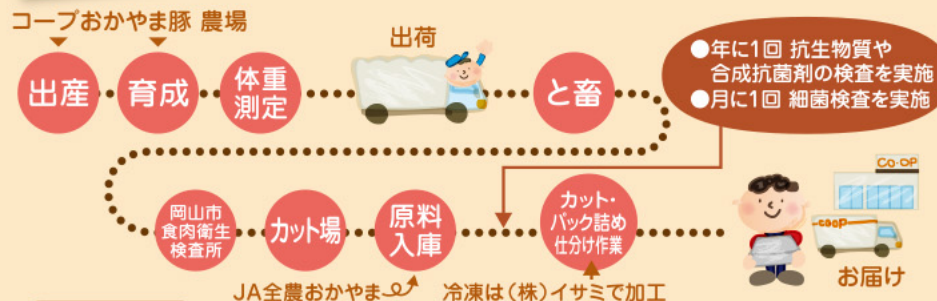 コープおかやま豚 農場
出産
育成
体重
測定
出荷
と畜
●年に1回 抗生物質や
合成抗菌剤の検査を実施
●月に1回 細菌検査を実施
岡山市
食肉衛生
検査所
カット場
原料
入庫
カット・
パック詰め
仕分け作業
CO・OP
coop
お届け
JA全農おかやま
冷凍は(株)イサミで加工